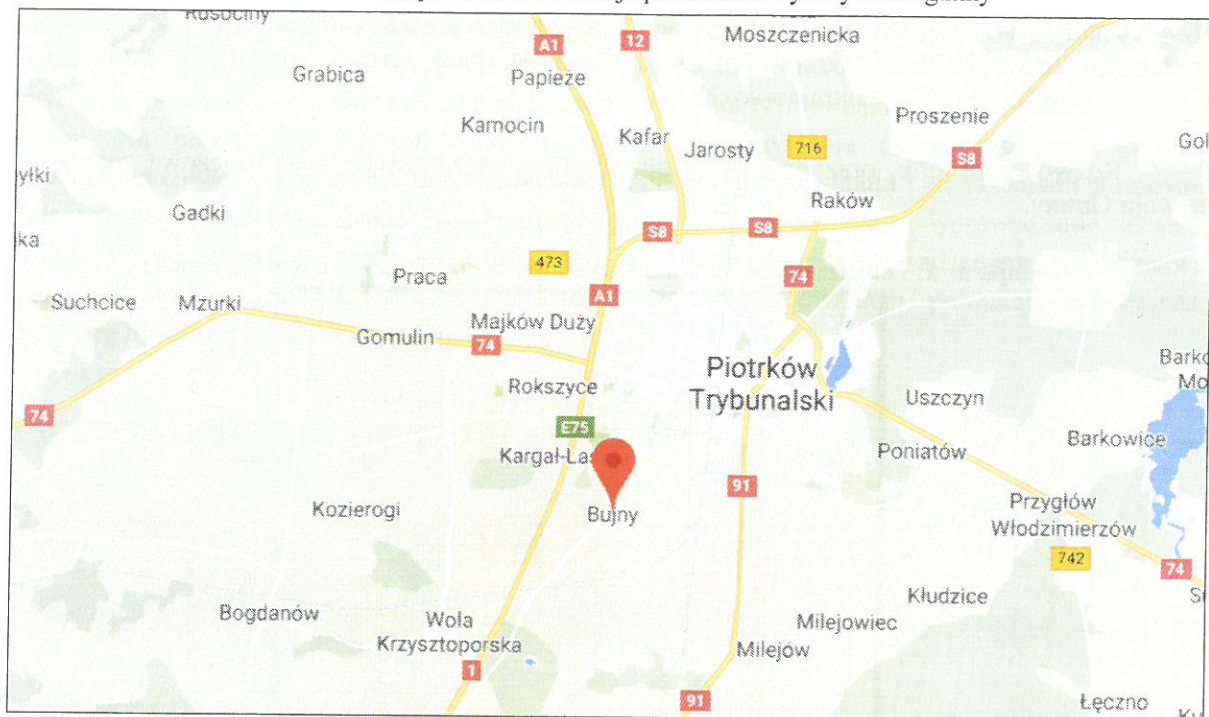 Rusociny
A1
12
Moszczenicka
Grabica
Papieże
Proszenie
Kamocin
Kafar
Jarosty
716
S8
Raków
Gadki
S8
S8
ka
473
74
Praca
A1
Suchcice
Mzurki
Majków Duży
Gomulin
74
Piotrków
Trybunalski
Rokszyce
Uszczyn
74
E75
Barkowice
Kargał-Las
Poniatów
91
Kozierogi
Bujny
Przygłów
Włodzimierzów
742
74
Kłudzice
Bogdanów
Wola
Krzysztoporska
Milejowiec
1
Milejów
91
Łęczno